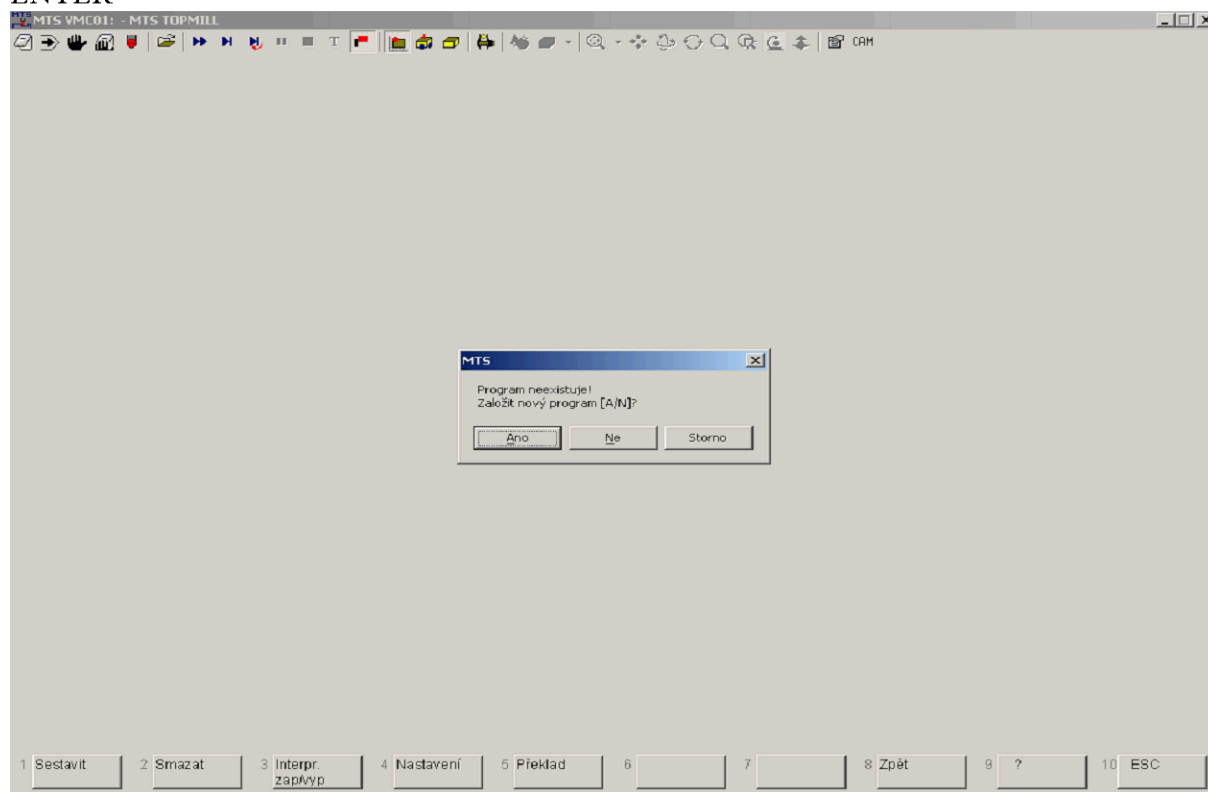 ENTER
MTS VMC01: - MTS TOPMILL
T CAM
MTS
Program neexistuje!
Založit nový program [A/N]?
Ano Ne Storno
1 Sestavit 2 Smazat 3 Interpr. zap/vyp 4 Nastavení 5 Překlad 6 7 8 Zpět 9 ? 10 ESC